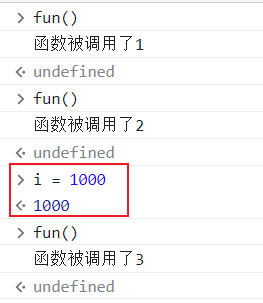 > fun()
函数被调用了1
<· undefined
> fun()
函数被调用了2
<· undefined
> i = 1000
<· 1000
> fun()
函数被调用了3
<· undefined